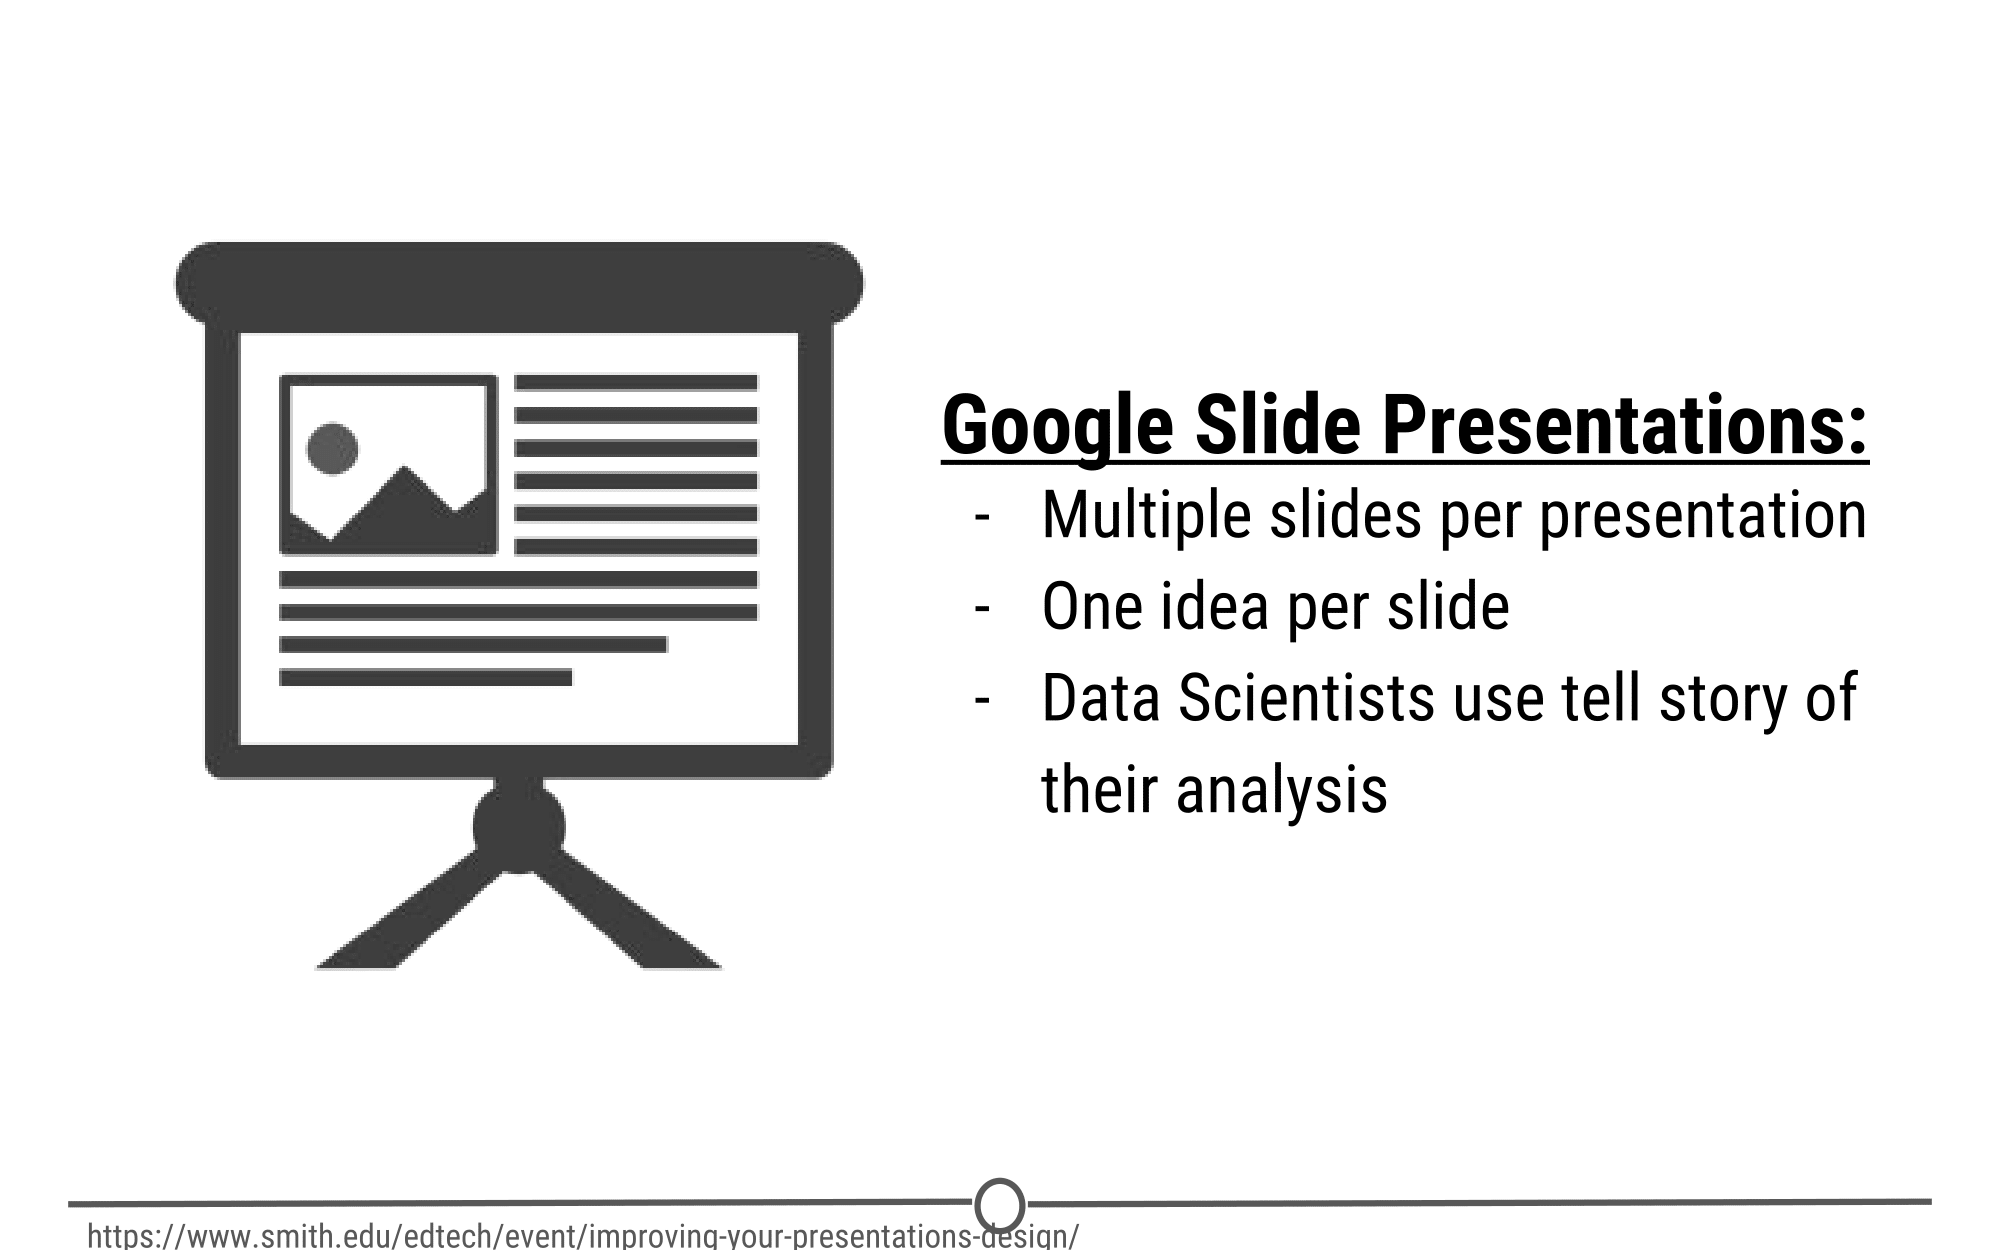 Google Slide Presentations:
- Multiple slides per presentation
- One idea per slide
- Data Scientists use tell story of
their analysis
https://www.smith.edu/edtech/event/improving-your-presentations-design/